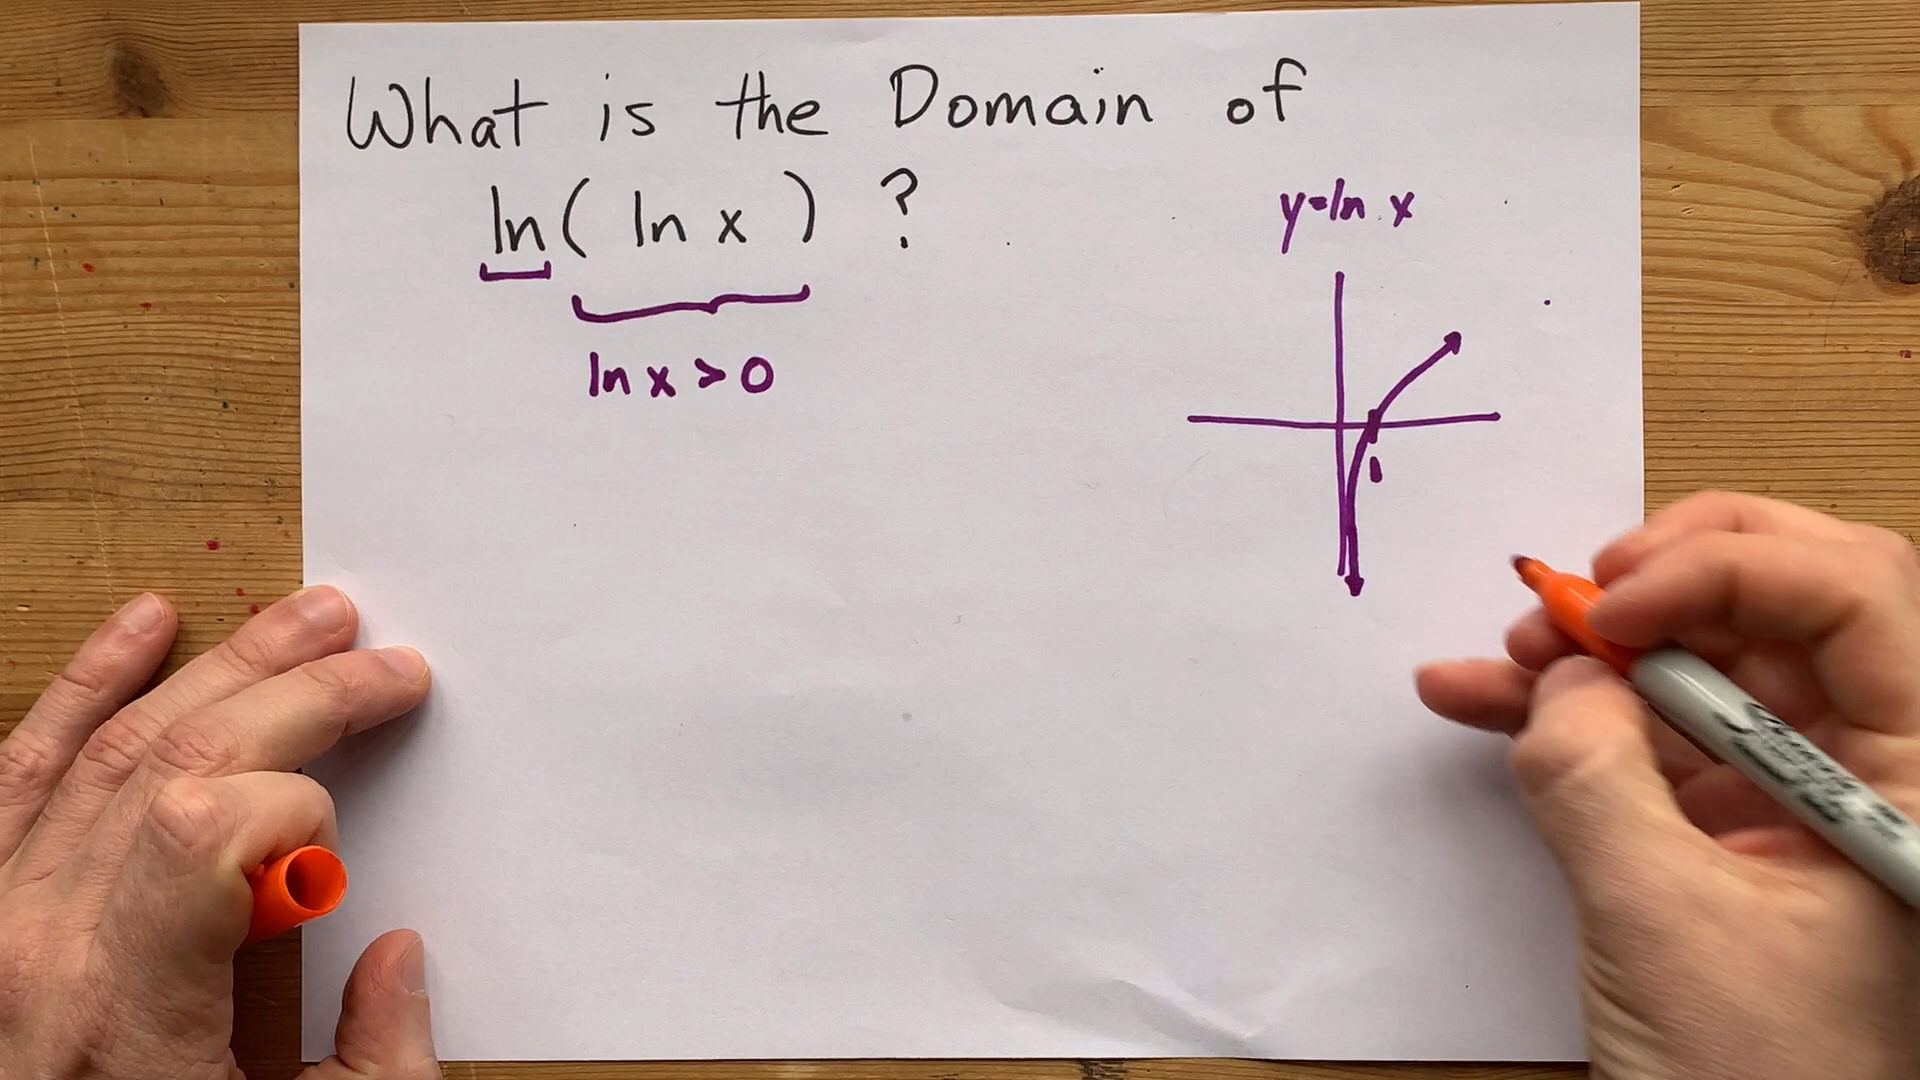 What is the Domain of
ln( ln x ) ?
y=ln x
ln x > 0
1